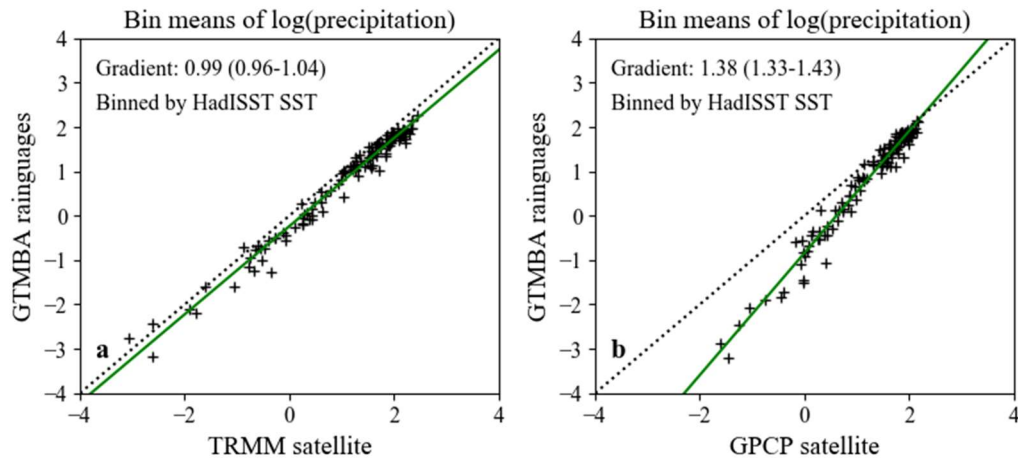 Bin means of log(precipitation)
4
3
2
1
0
−1
−2
−3
−4
Gradient: 0.99 (0.96-1.04)
Binned by HadISST SST
a
GTMBA rainguages
−4
−2
0
2
4
TRMM satellite
Bin means of log(precipitation)
4
3
2
1
0
−1
−2
−3
−4
Gradient: 1.38 (1.33-1.43)
Binned by HadISST SST
b
GTMBA rainguages
−4
−2
0
2
4
GPCP satellite